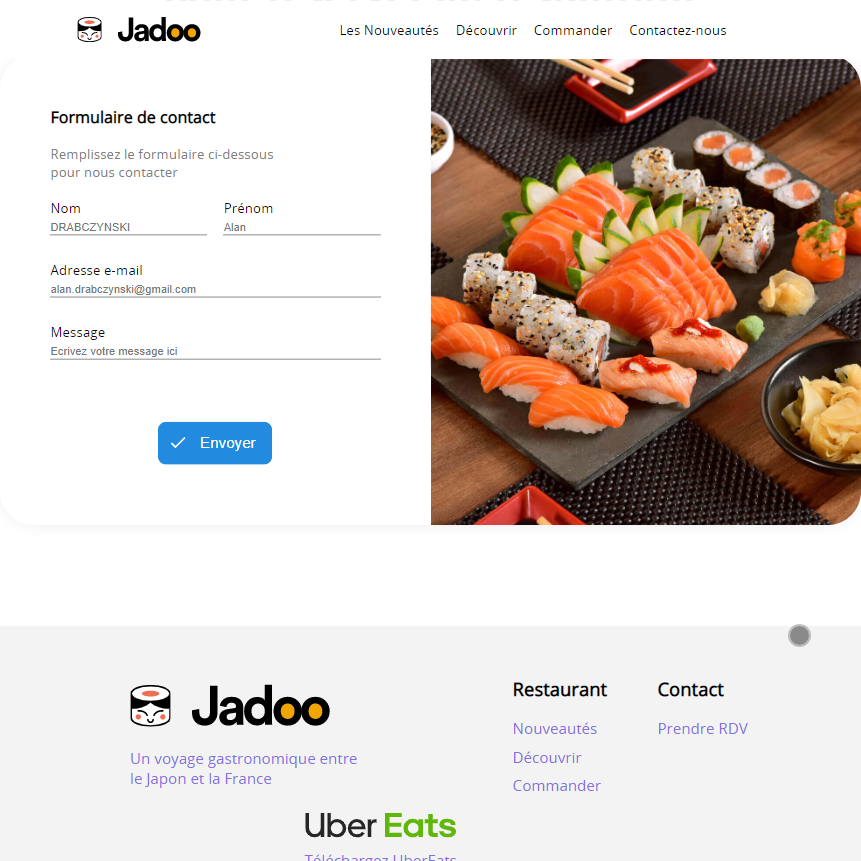 Jadoo
Les Nouveautés Découvrir Commander Contactez-nous
Formulaire de contact
Remplissez le formulaire ci-dessous
pour nous contacter
Nom Prénom
DRABCZYNSKI Alan
Adresse e-mail
alan.drabczynski@gmail.com
Message
Ecrivez votre message ici
Envoyer
Jadoo
Un voyage gastronomique entre
le Japon et la France
Restaurant
Nouveautés
Découvrir
Commander
Contact
Prendre RDV
Uber Eats
Téléchargez UberEats